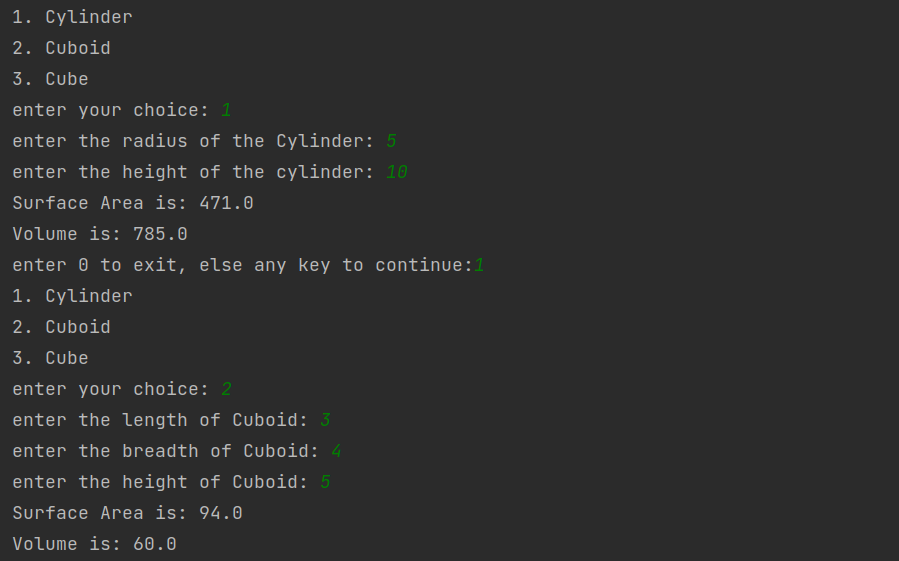 1. Cylinder
2. Cuboid
3. Cube
enter your choice: 1
enter the radius of the Cylinder: 5
enter the height of the cylinder: 10
Surface Area is: 471.0
Volume is: 785.0
enter 0 to exit, else any key to continue:1
1. Cylinder
2. Cuboid
3. Cube
enter your choice: 2
enter the length of Cuboid: 3
enter the breadth of Cuboid: 4
enter the height of Cuboid: 5
Surface Area is: 94.0
Volume is: 60.0